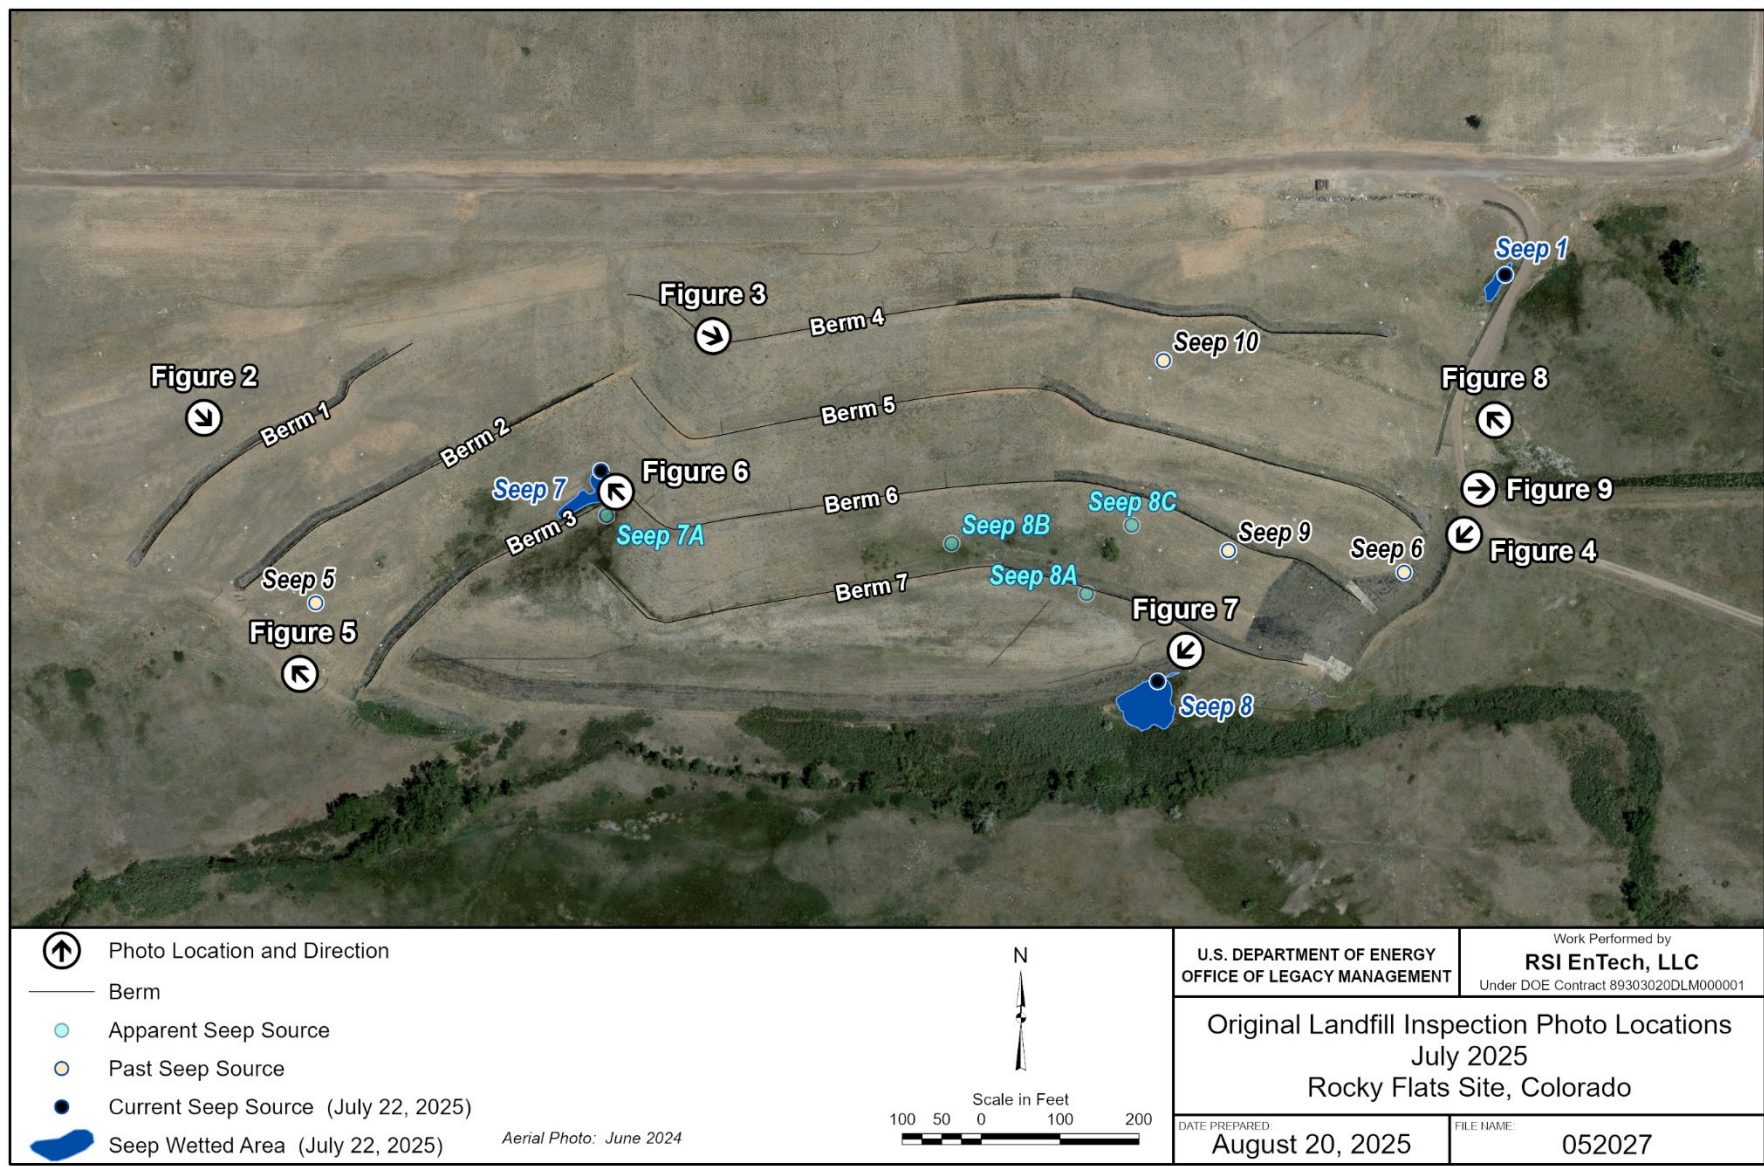 Seep 1
Figure 3
Berm 4
Seep 10
Figure 2
Figure 8
Berm 1
Berm 5
Berm 2
Figure 6
Seep 7
Figure 9
Berm 6
Seep 8C
Berm 3
Seep 7A
Seep 8B
Seep 9
Seep 6
Figure 4
Seep 5
Seep 8A
Berm 7
Figure 7
Figure 5
Seep 8
Photo Location and Direction
Berm
Apparent Seep Source
Past Seep Source
Current Seep Source (July 22, 2025)
Seep Wetted Area (July 22, 2025)
Aerial Photo: June 2024
N
Scale in Feet
100 50 0 100 200
U.S. DEPARTMENT OF ENERGY
OFFICE OF LEGACY MANAGEMENT
Work Performed by
RSI EnTech, LLC
Under DOE Contract 89303020DLM000001
Original Landfill Inspection Photo Locations
July 2025
Rocky Flats Site, Colorado
DATE PREPARED:
August 20, 2025
FILE NAME:
052027